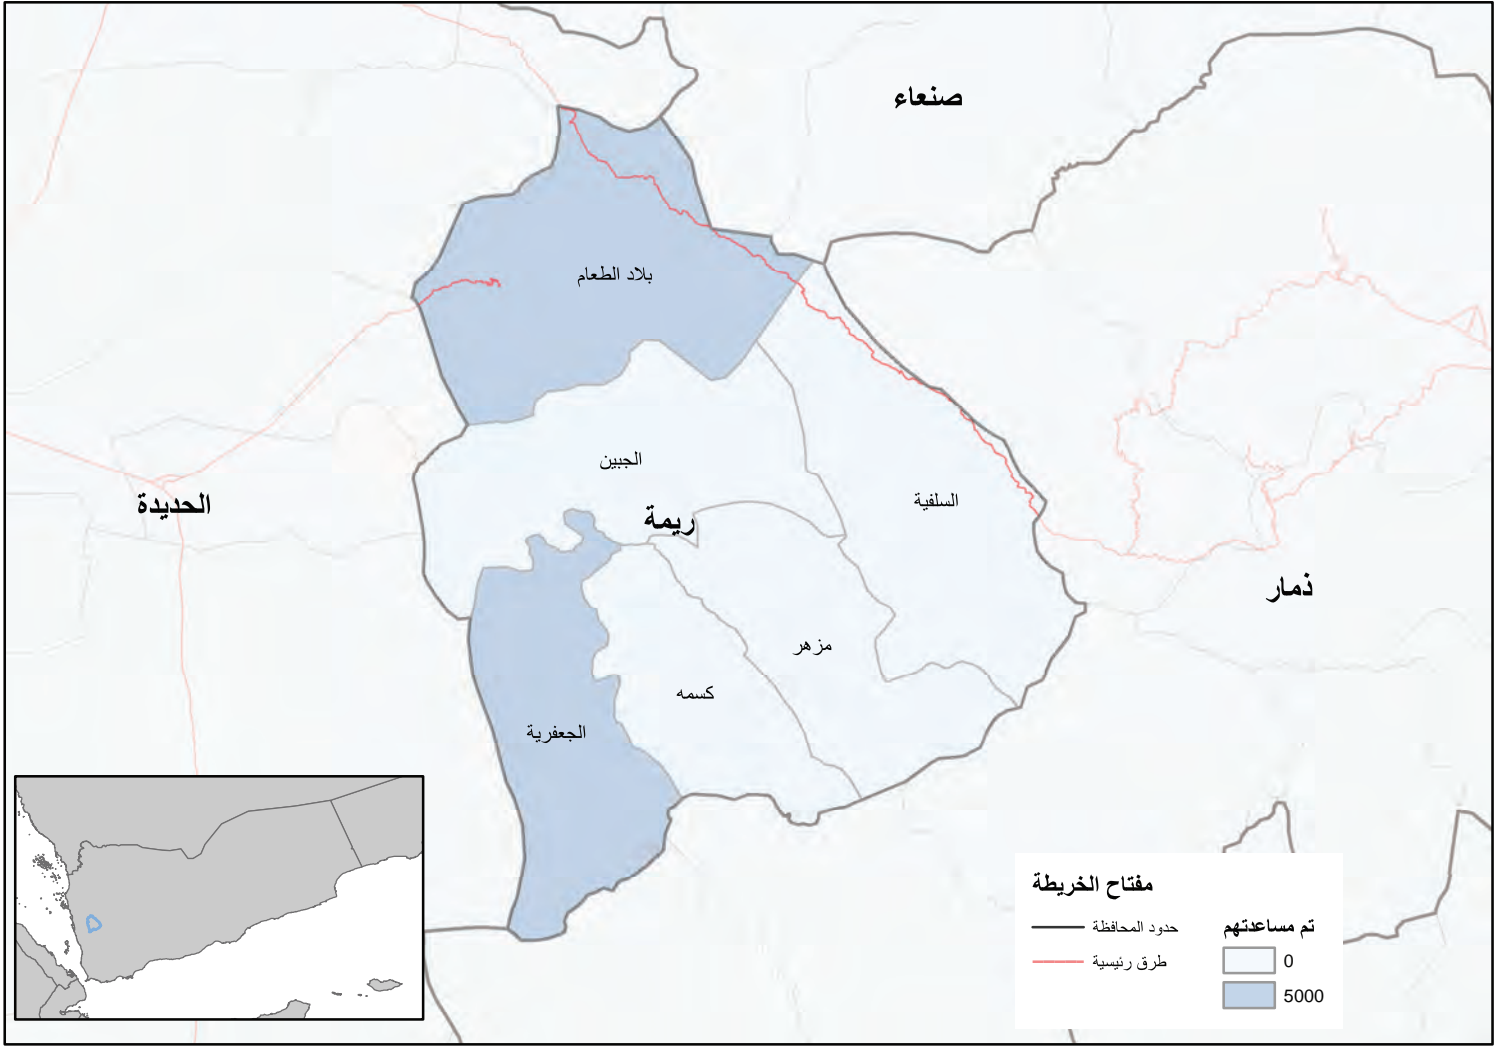 صنعاء
بلاد الطعام
الجبين
السلفية
الحديدة
ريمة
ذمار
مزهر
كسمه
الجعفرية
مفتاح الخريطة
تم مساعدتهم
حدود المحافظة
0
طرق رئيسية
5000